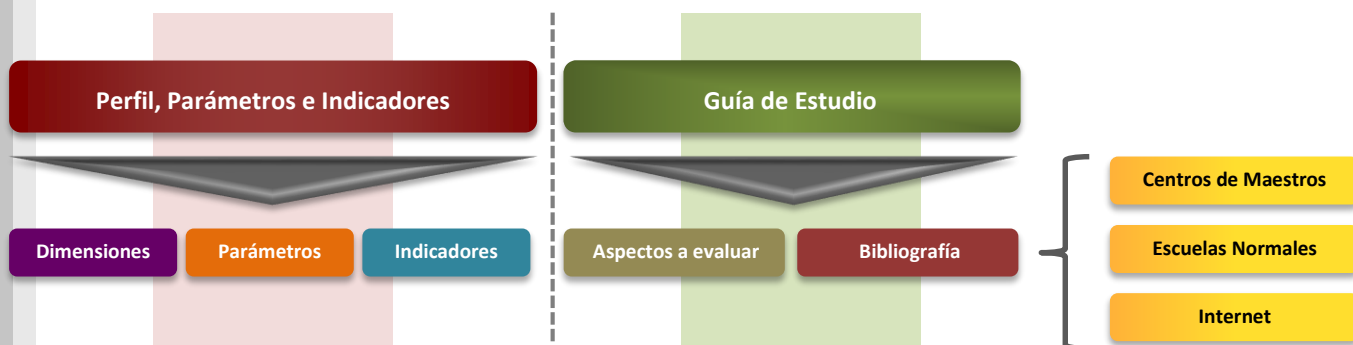 Perfil, Parámetros e Indicadores
Guía de Estudio
Dimensiones
Parámetros
Indicadores
Aspectos a evaluar
Bibliografía
Centros de Maestros
Escuelas Normales
Internet